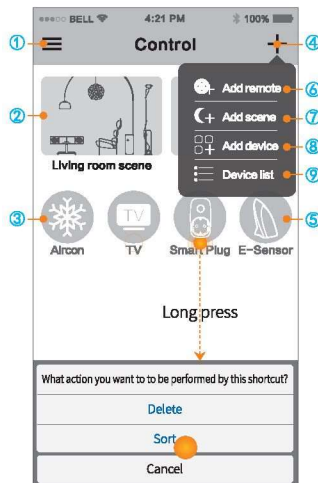 BELL 4:21 PM 100%
① Control ④
Add remote ⑥
② Add scene ⑦
Add device ⑧
Living room scene Device list ⑨
③ TV ⑤
Aircon TV Smart Plug E-Sensor
Long press
What action you want to to be performed by this shortcut?
Delete
Sort
Cancel